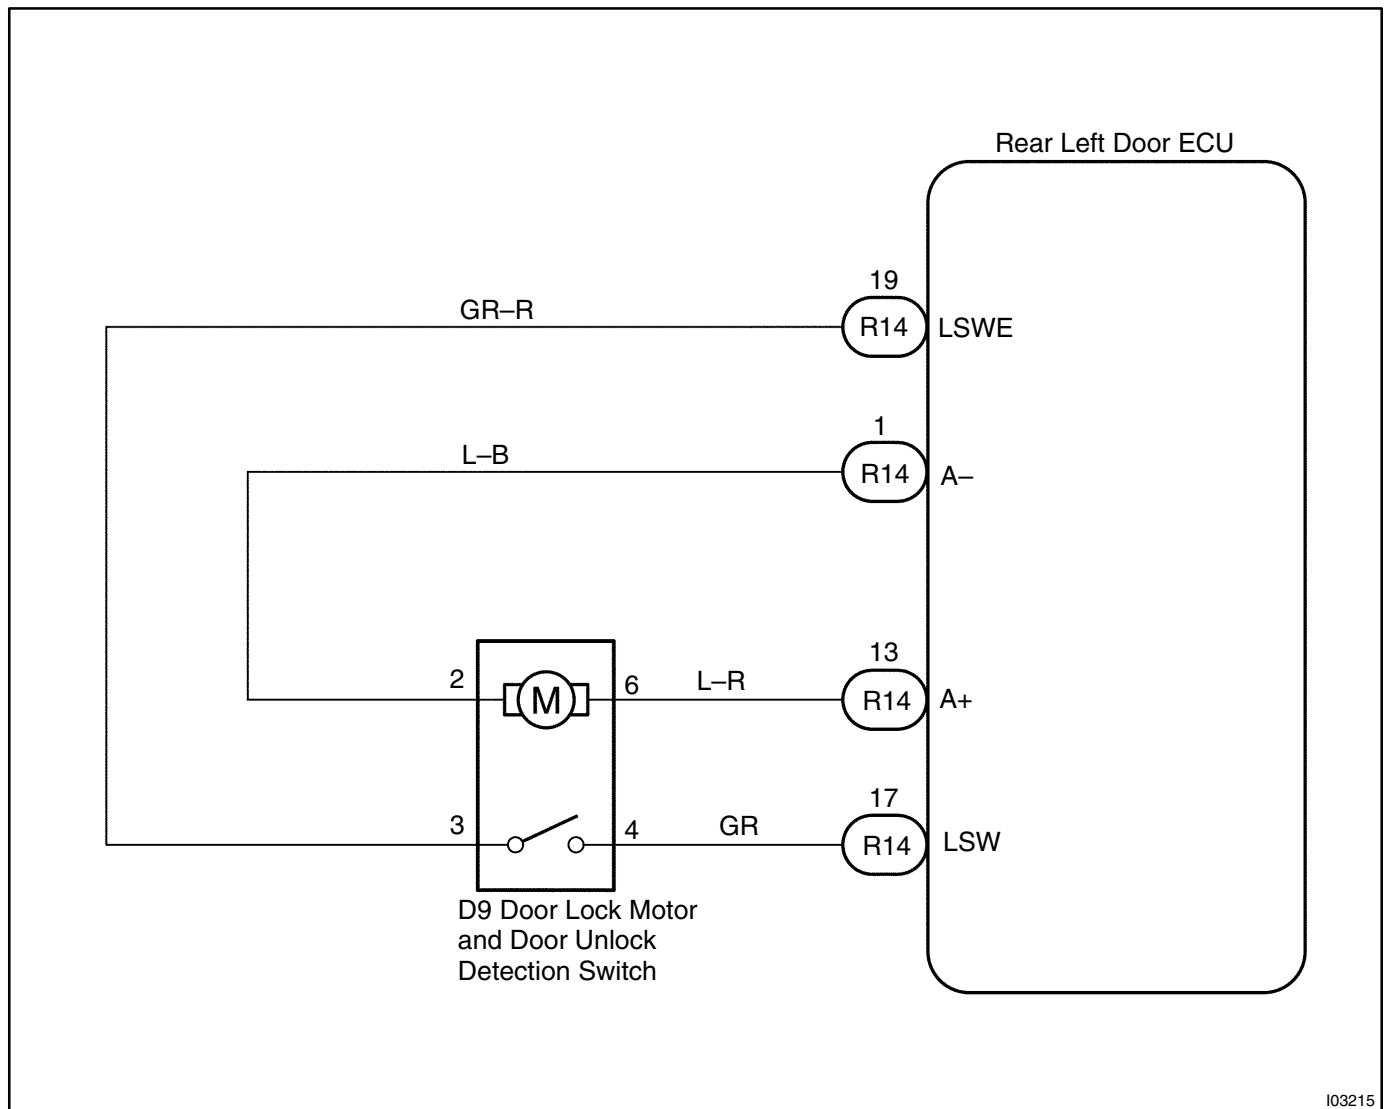 Rear Left Door ECU
19
GR–R
R14
LSWE
1
L–B
R14
A–
2
M
6
L–R
13
R14
A+
3
4
GR
17
R14
LSW
D9 Door Lock Motor
and Door Unlock
Detection Switch
I03215